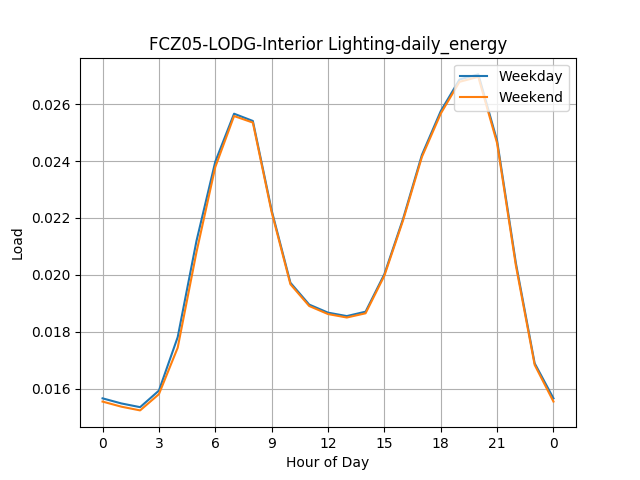 FCZ05-LODG-Interior Lighting-daily_energy
Weekday
Weekend
0.026
0.024
0.022
0.020
0.018
0.016
Load
0 3 6 9 12 15 18 21 0
Hour of Day